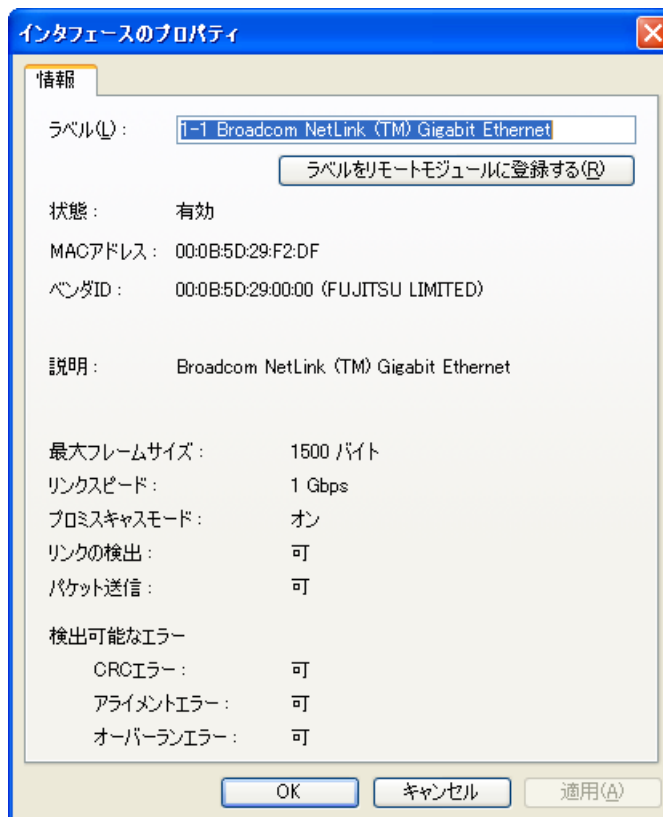 インタフェースのプロパティ
情報
ラベル(L)： 1-1 Broadcom NetLink (TM) Gigabit Ethernet
ラベルをリモートモジュールに登録する(R)
状態： 有効
MACアドレス： 00:0B:5D:29:F2:DF
ベンダID： 00:0B:5D:29:00:00 (FUJITSU LIMITED)
説明： Broadcom NetLink (TM) Gigabit Ethernet
最大フレームサイズ： 1500 バイト
リンクスピード： 1 Gbps
プロミスキャスモード： オン
リンクの検出： 可
パケット送信： 可
検出可能なエラー
CRCエラー： 可
アライメントエラー： 可
オーバーランエラー： 可
OK キャンセル 適用(A)